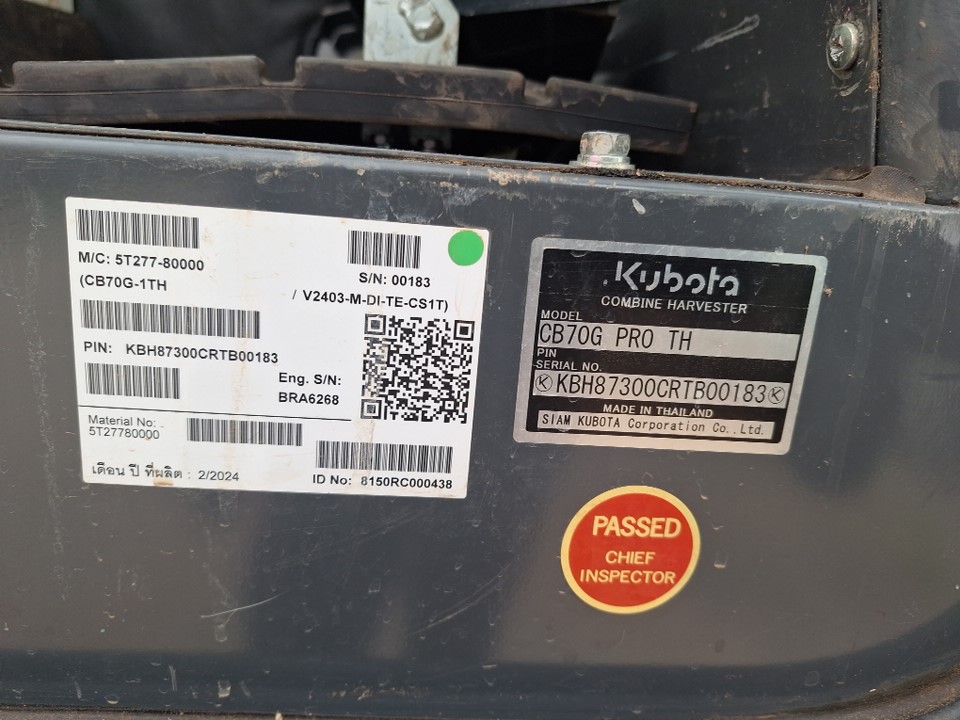 M/C: 5T277-80000
(CB70G-1TH
S/N: 00183
/ V2403-M-DI-TE-CS1T)
PIN: KBH87300CRTB00183
Eng. S/N:
BRA6268
Material No:
5T27780000
เดือน ปี ที่ผลิต : 2/2024
ID No: 8150RC000438
Kubota
COMBINE HARVESTER
MODEL
CB70G PRO TH
PIN
SERIAL NO.
K KBH87300CRTB00183 K
MADE IN THAILAND
SIAM KUBOTA Corporation Co.,Ltd.
PASSED
CHIEF
INSPECTOR